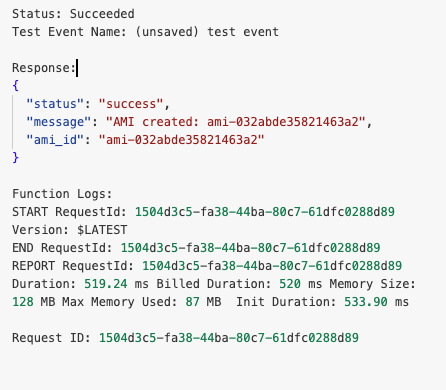 Status: Succeeded
Test Event Name: (unsaved) test event
Response:
{
"status": "success",
"message": "AMI created: ami-032abde35821463a2",
"ami_id": "ami-032abde35821463a2"
}
Function Logs:
START RequestId: 1504d3c5-fa38-44ba-80c7-61dfc0288d89
Version: $LATEST
END RequestId: 1504d3c5-fa38-44ba-80c7-61dfc0288d89
REPORT RequestId: 1504d3c5-fa38-44ba-80c7-61dfc0288d89
Duration: 519.24 ms Billed Duration: 520 ms Memory Size:
128 MB Max Memory Used: 87 MB  Init Duration: 533.90 ms
Request ID: 1504d3c5-fa38-44ba-80c7-61dfc0288d89